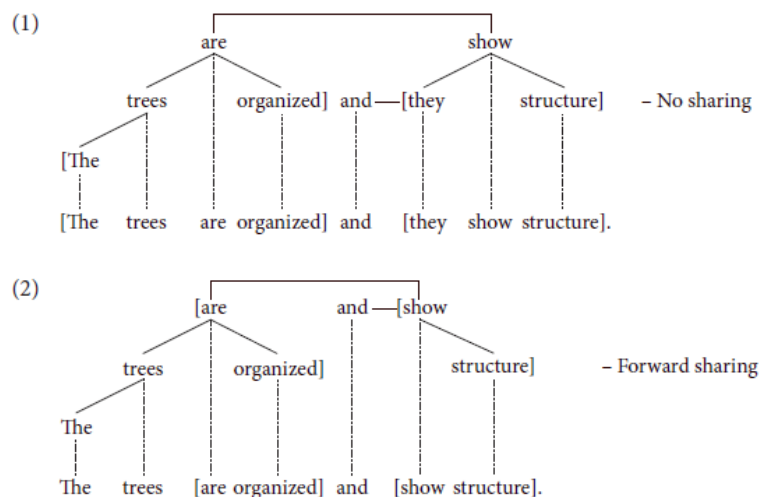 (1)
are show
trees organized] and [they structure] – No sharing
[The
[The trees are organized] and [they show structure].
(2)
[are and [show
trees organized] structure] – Forward sharing
The
The trees [are organized] and [show structure].